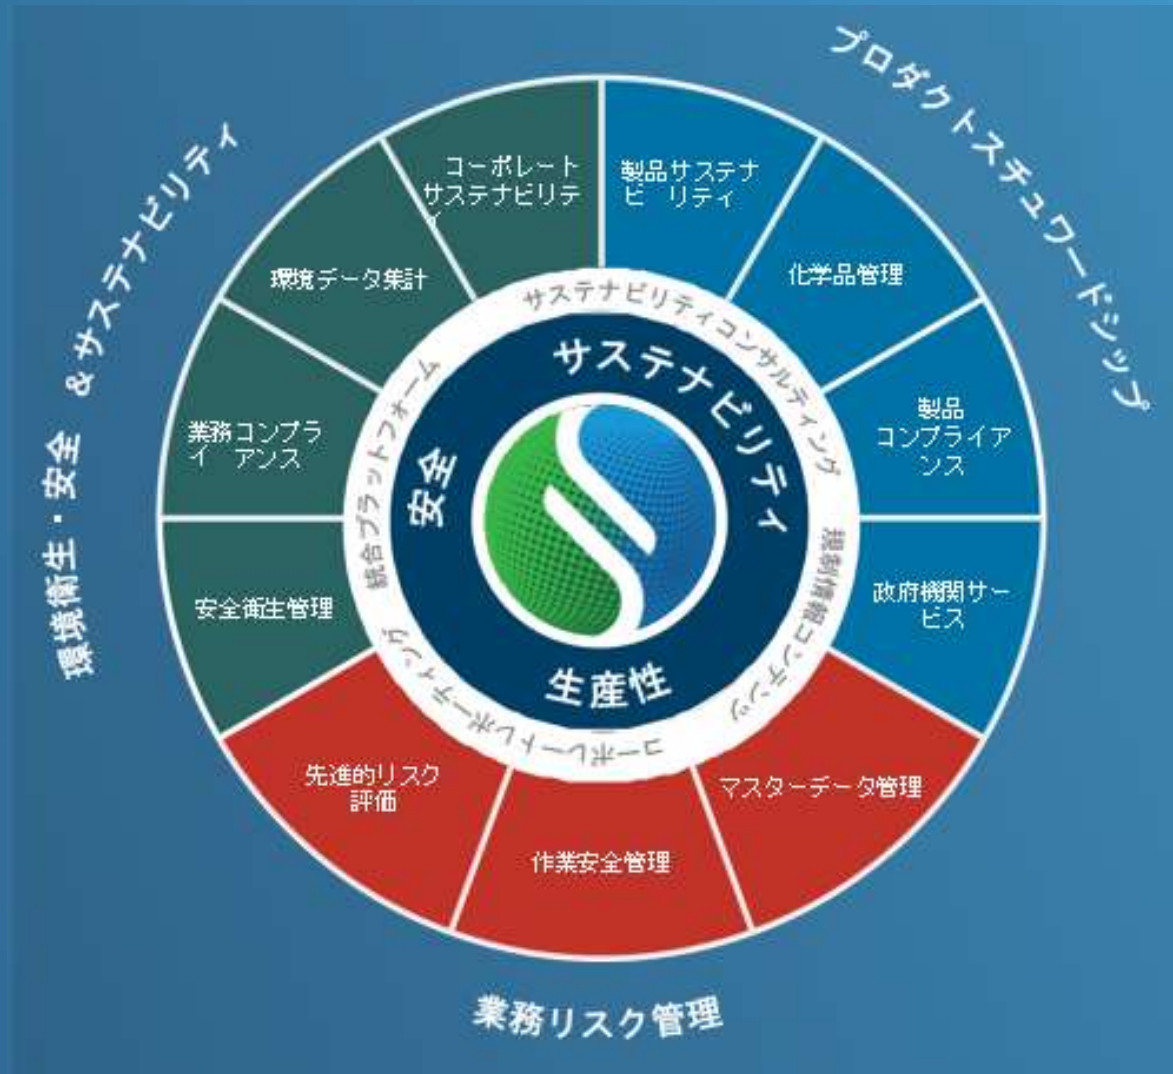 プロダクトスチュワードシップ
環境衛生・安全 &サステナビリティ
コーポレート
サステナビリテ
ィ
製品サステナ
ビ リティ
環境データ集計
化学品管理
業務コンプラ
イ アンス
製品
コンプライア
ンス
安全衛生管理
政府機関サー
ビス
先進的リスク
評価
作業安全管理
マスターデータ管理
サステナビリティコンサルティング
規制情報コンテンツ
コーポレートレポーティング
統合プラットフォーム
サステナビリティ
安全
生産性
業務リスク管理